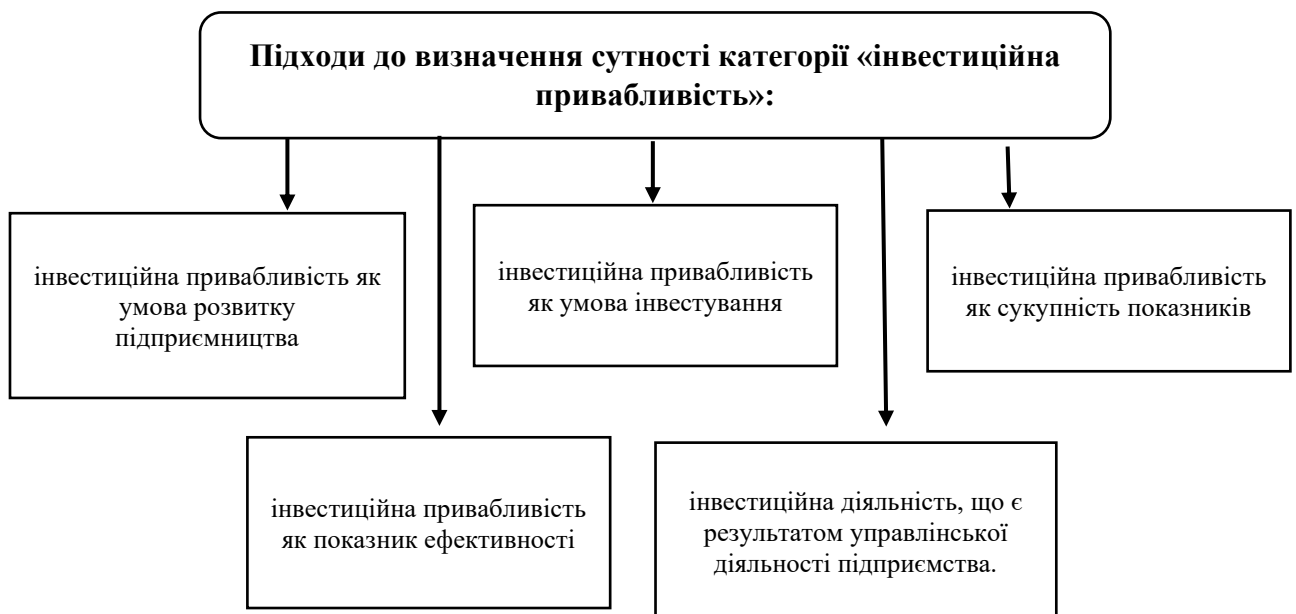 Підходи до визначення сутності категорії «інвестиційна
привабливість»:
інвестиційна привабливість як
умова розвитку
підприємництва
інвестиційна привабливість
як умова інвестування
інвестиційна привабливість
як сукупність показників
інвестиційна привабливість
як показник ефективності
інвестиційна діяльність, що є
результатом управлінської
діяльності підприємства.